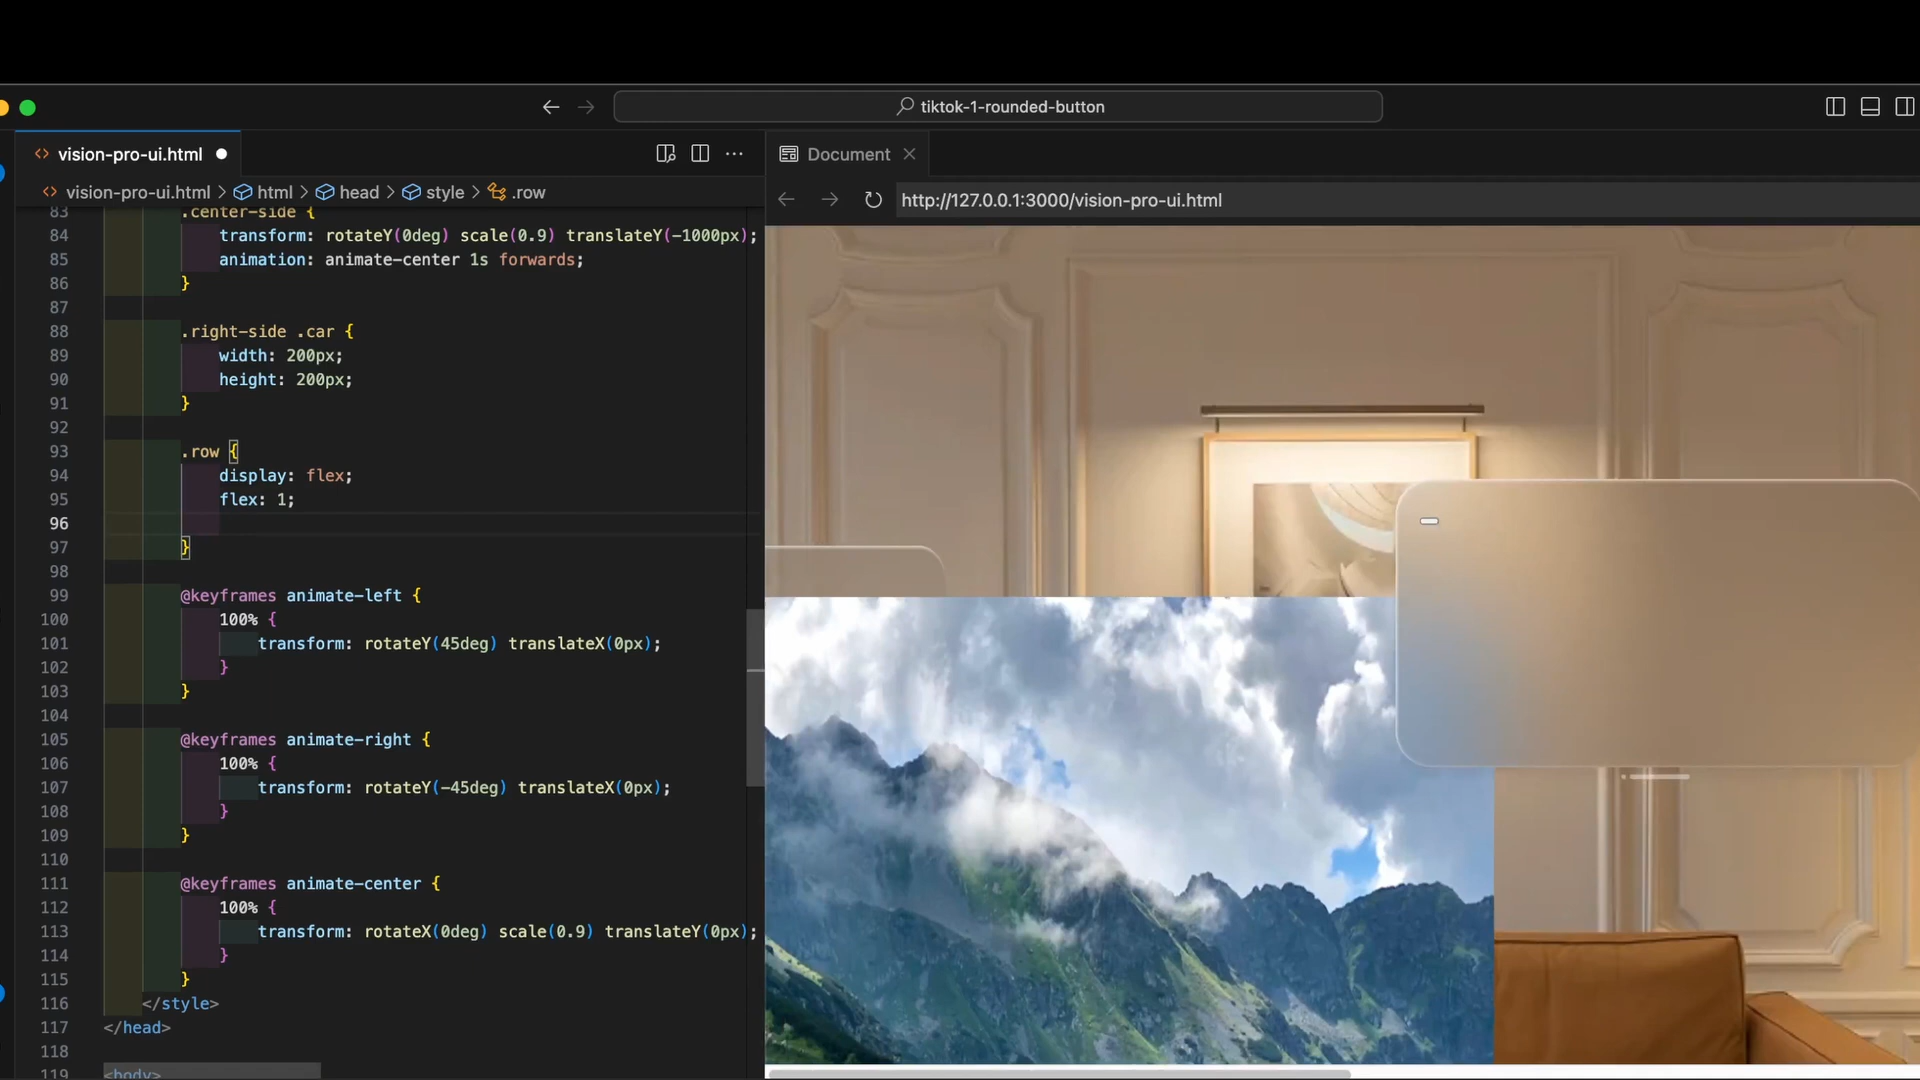 tiktok-1-rounded-button
vision-pro-ui.html
Document
vision-pro-ui.html > html > head > style > .row
http://127.0.0.1:3000/vision-pro-ui.html
83 .center-side {
84 transform: rotateY(0deg) scale(0.9) translateY(-1000px);
85 animation: animate-center 1s forwards;
86 }
87
88 .right-side .car {
89 width: 200px;
90 height: 200px;
91 }
92
93 .row {
94 display: flex;
95 flex: 1;
96
97 }
98
99 @keyframes animate-left {
100 100% {
101 transform: rotateY(45deg) translateX(0px);
102 }
103 }
104
105 @keyframes animate-right {
106 100% {
107 transform: rotateY(-45deg) translateX(0px);
108 }
109 }
110
111 @keyframes animate-center {
112 100% {
113 transform: rotateX(0deg) scale(0.9) translateY(0px);
114 }
115 }
116 </style>
117 </head>
118
119 <body>